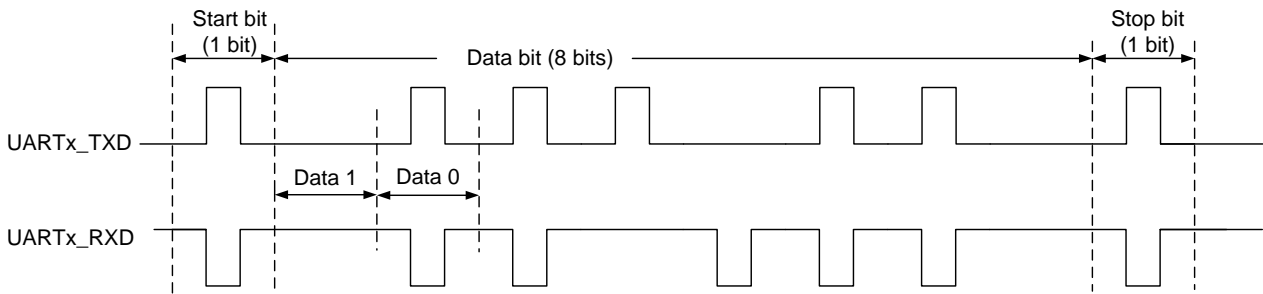 Start bit
(1 bit)
Data bit (8 bits)
Stop bit
(1 bit)
UARTx_TXD
Data 1
Data 0
UARTx_RXD